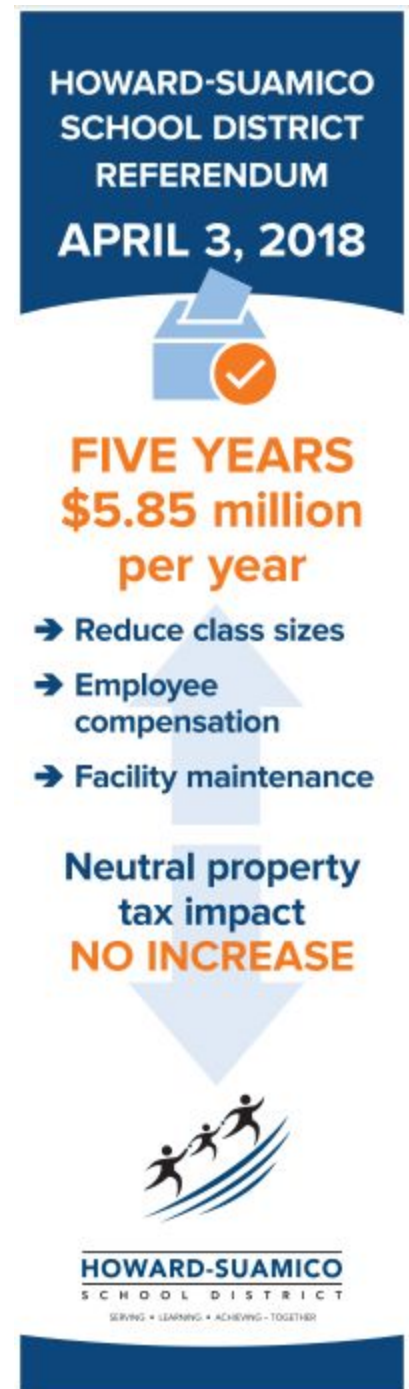 HOWARD-SUAMICO
SCHOOL DISTRICT
REFERENDUM
APRIL 3, 2018
FIVE YEARS
$5.85 million
per year
➔ Reduce class sizes
➔ Employee
compensation
➔ Facility maintenance
Neutral property
tax impact
NO INCREASE
HOWARD-SUAMICO
SCHOOL DISTRICT
SERVING • LEARNING • ACHIEVING – TOGETHER